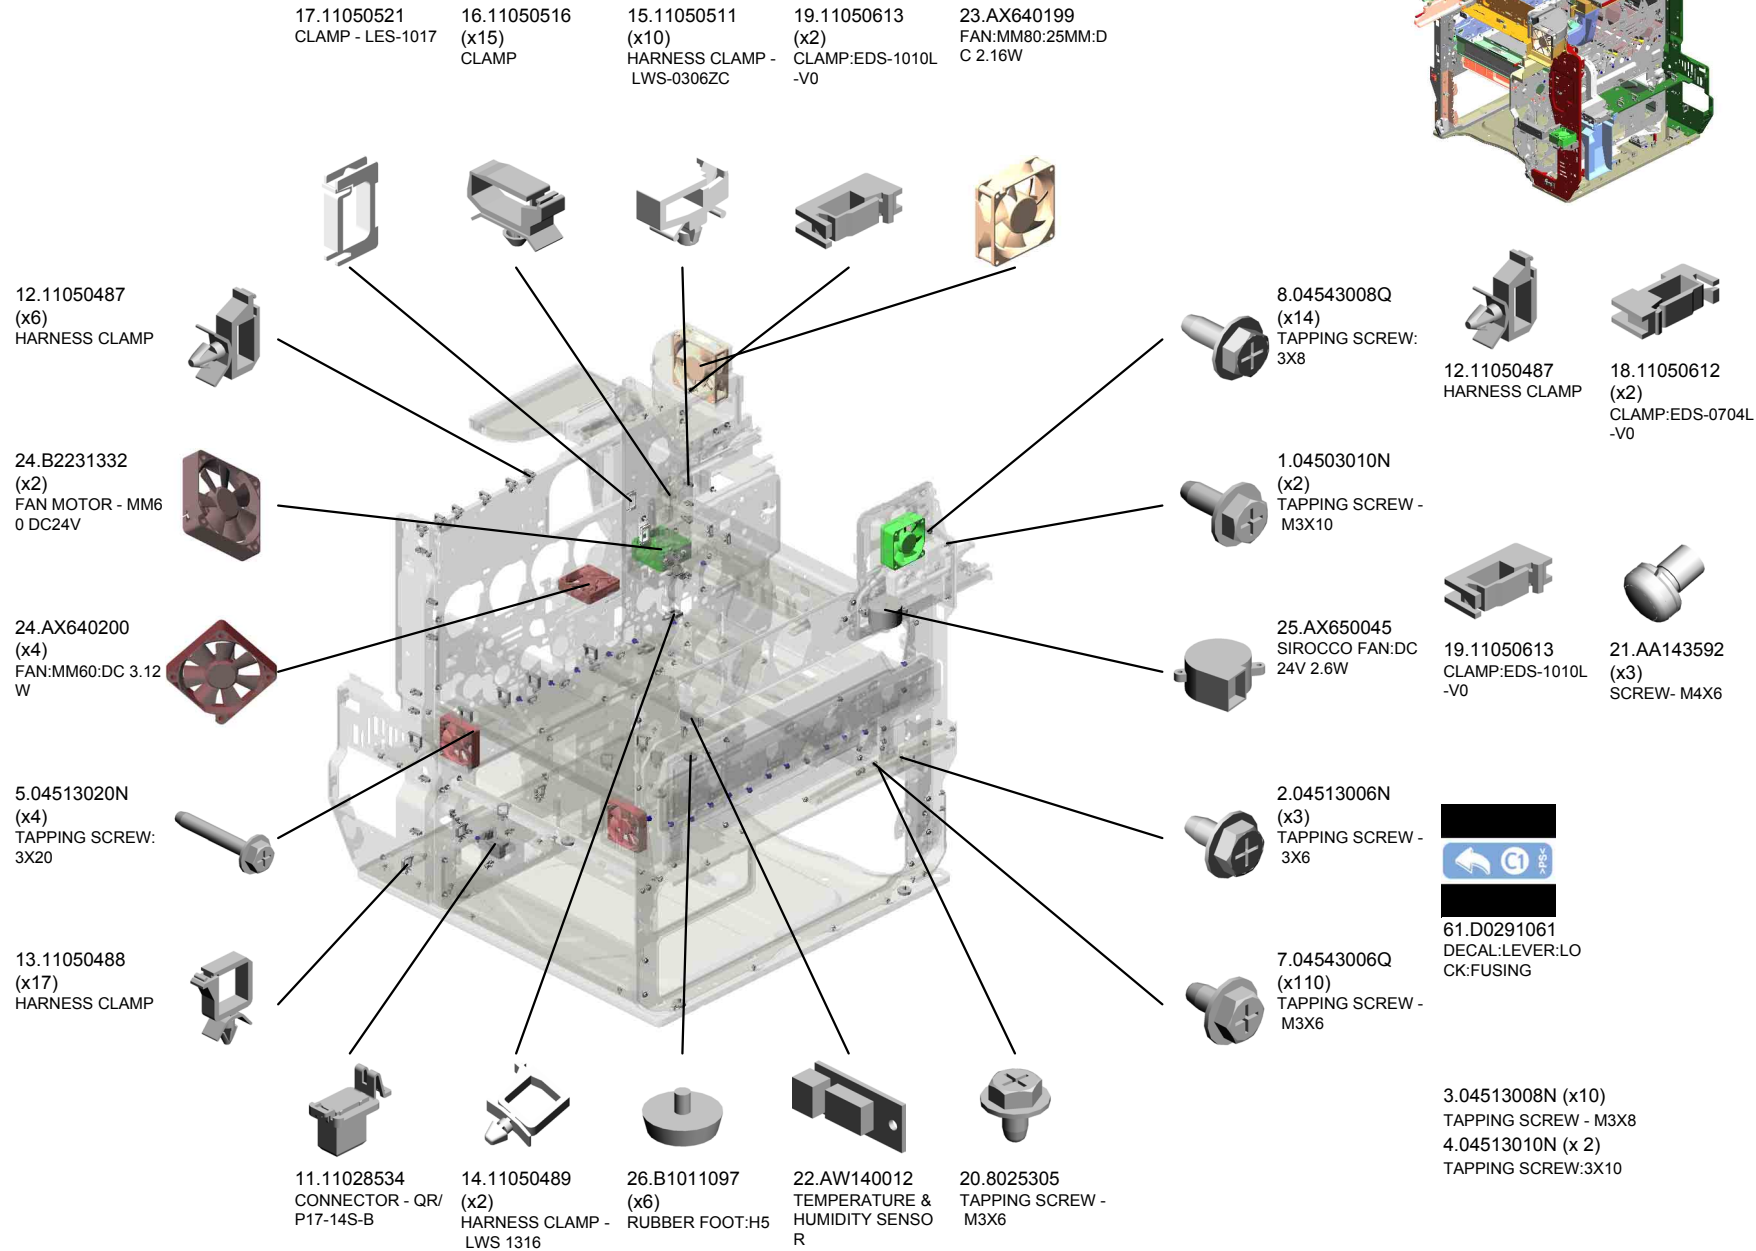 17.11050521
CLAMP - LES-1017
16.11050516
(x15)
CLAMP
15.11050511
(x10)
HARNESS CLAMP -
LWS-0306ZC
19.11050613
(x2)
CLAMP:EDS-1010L
-V0
23.AX640199
FAN:MM80:25MM:D
C 2.16W
12.11050487
(x6)
HARNESS CLAMP
24.B2231332
(x2)
FAN MOTOR - MM6
0 DC24V
24.AX640200
(x4)
FAN:MM60:DC 3.12
W
5.04513020N
(x4)
TAPPING SCREW:
3X20
13.11050488
(x17)
HARNESS CLAMP
8.04543008Q
(x14)
TAPPING SCREW:
3X8
1.04503010N
(x2)
TAPPING SCREW -
M3X10
25.AX650045
SIROCCO FAN:DC
24V 2.6W
2.04513006N
(x3)
TAPPING SCREW -
3X6
7.04543006Q
(x110)
TAPPING SCREW -
M3X6
12.11050487
HARNESS CLAMP
18.11050612
(x2)
CLAMP:EDS-0704L
-V0
19.11050613
CLAMP:EDS-1010L
-V0
21.AA143592
(x3)
SCREW- M4X6
C1
>PS<
61.D0291061
DECAL:LEVER:LO
CK:FUSING
3.04513008N (x10)
TAPPING SCREW - M3X8
4.04513010N (x 2)
TAPPING SCREW:3X10
11.11028534
CONNECTOR - QR/
P17-14S-B
14.11050489
(x2)
HARNESS CLAMP -
LWS 1316
26.B1011097
(x6)
RUBBER FOOT:H5
22.AW140012
TEMPERATURE &
HUMIDITY SENSO
R
20.8025305
TAPPING SCREW -
M3X6